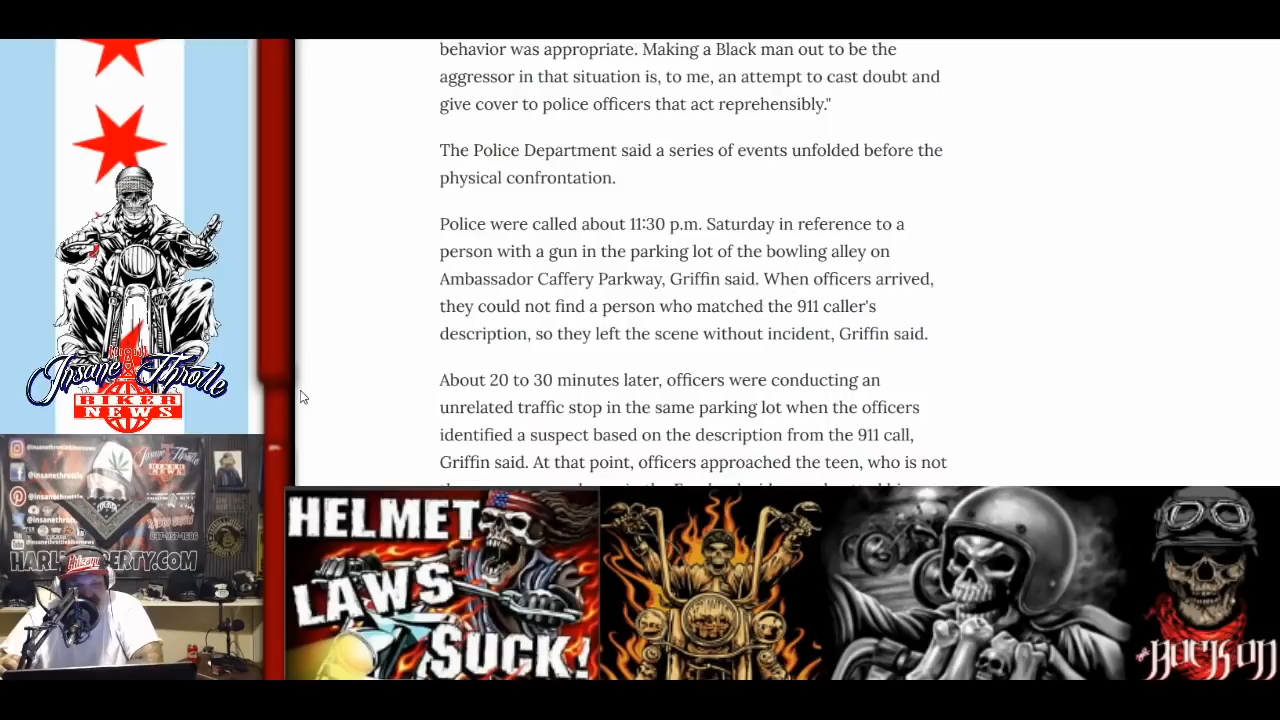 behavior was appropriate. Making a Black man out to be the
aggressor in that situation is, to me, an attempt to cast doubt and
give cover to police officers that act reprehensibly."
The Police Department said a series of events unfolded before the
physical confrontation.
Police were called about 11:30 p.m. Saturday in reference to a
person with a gun in the parking lot of the bowling alley on
Ambassador Caffery Parkway, Griffin said. When officers arrived,
they could not find a person who matched the 911 caller's
description, so they left the scene without incident, Griffin said.
About 20 to 30 minutes later, officers were conducting an
unrelated traffic stop in the same parking lot when the officers
identified a suspect based on the description from the 911 call,
Griffin said. At that point, officers approached the teen, who is not
Insane Throttle
BIKER
NEWS
@insanethrottlebikernews
@insanethrottle
HELMET
LAWS
SUCK!
ROCK ON